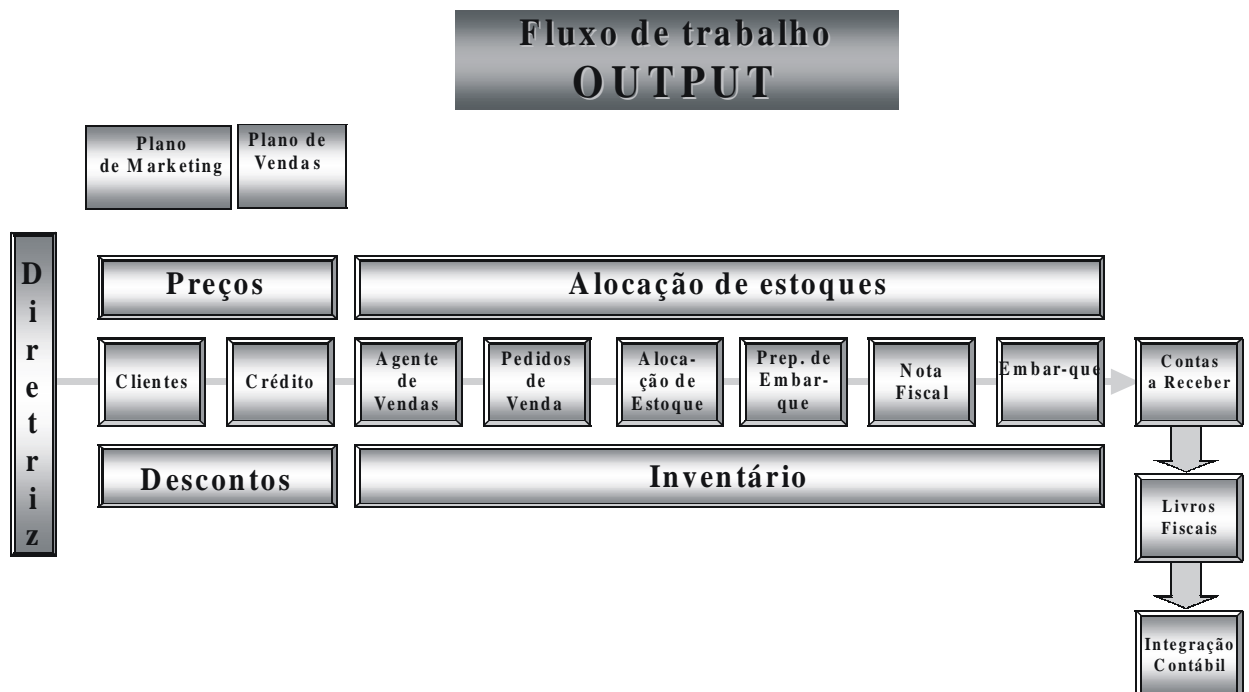 Fluxo de trabalho
OUTPUT
Plano
de Marketing
Plano de
Vendas
Diretriz
Preços
Alocação de estoques
Clientes
Crédito
Agente
de
Vendas
Pedidos
de
Venda
Aloca-
ção de
Estoque
Prep. de
Embar-
que
Nota
Fiscal
Embar-que
Contas
a Receber
Descontos
Inventário
Livros
Fiscais
Integração
Contábil